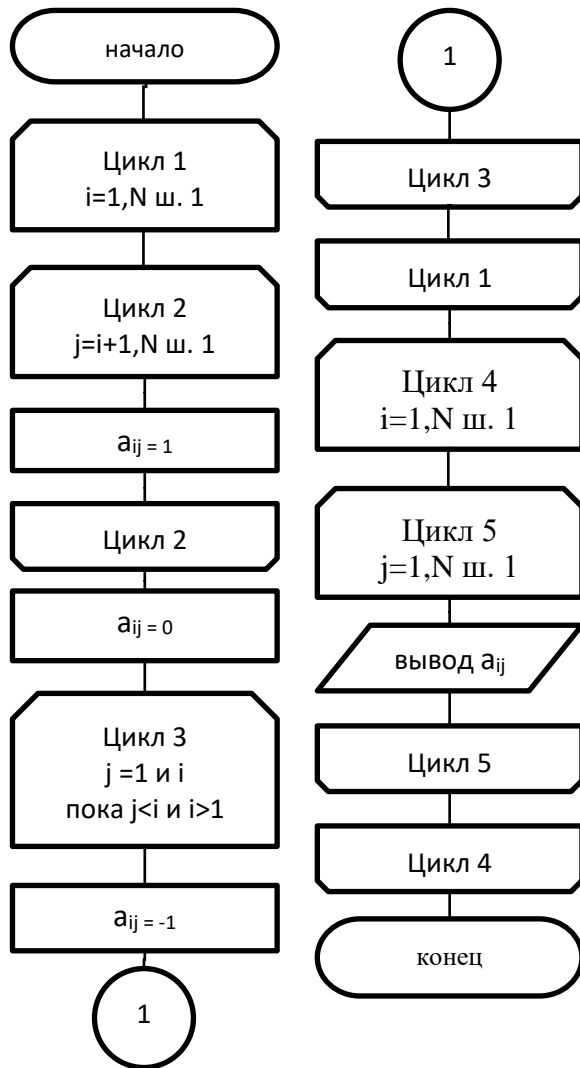 начало
Цикл 1
i=1,N ш. 1
Цикл 2
j=i+1,N ш. 1
aij = 1
Цикл 2
aij = 0
Цикл 3
j =1 и i
пока j<i и i>1
aij = -1
1
1
Цикл 3
Цикл 1
Цикл 4
i=1,N ш. 1
Цикл 5
j=1,N ш. 1
вывод aij
Цикл 5
Цикл 4
конец